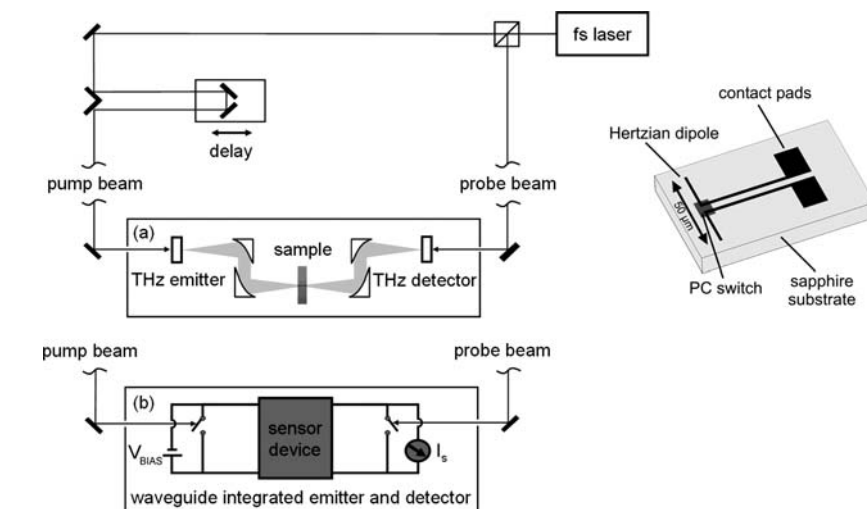 fs laser
delay
pump beam
probe beam
(a)
sample
THz emitter
THz detector
pump beam
probe beam
(b)
sensor
device
V_BIAS
I_s
waveguide integrated emitter and detector
contact pads
Hertzian dipole
50 µm
PC switch
sapphire
substrate